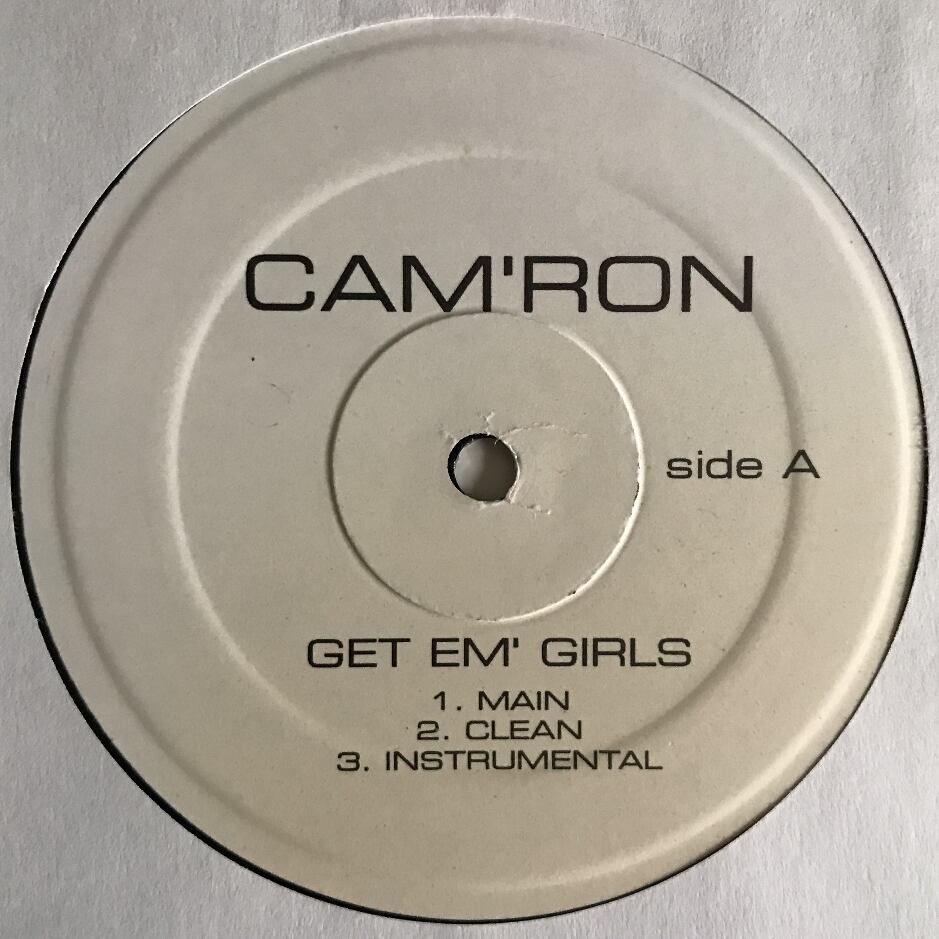 CAM'RON
side A
GET EM' GIRLS
1. MAIN
2. CLEAN
3. INSTRUMENTAL